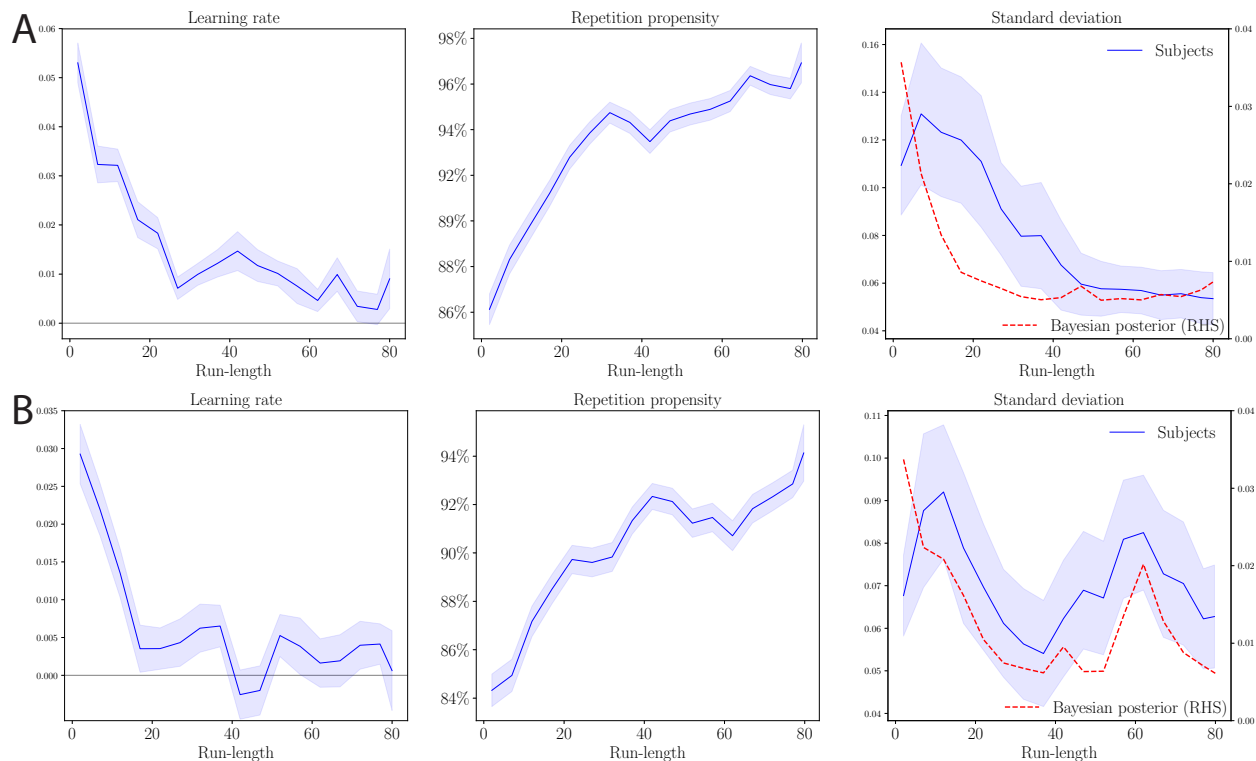 A
Learning rate
Repetition propensity
Standard deviation
0.06
0.05
0.04
0.03
0.02
0.01
0.00
98%
96%
94%
92%
89%
88%
86%
0.16
0.14
0.12
0.10
0.08
0.06
0.04
0.04
0.03
0.02
0.01
0.00
Subjects
Bayesian posterior (RHS)
0 20 40 60 80
0 20 40 60 80
0 20 40 60 80
Run-length
Run-length
Run-length
B
Learning rate
Repetition propensity
Standard deviation
0.035
0.030
0.025
0.020
0.015
0.010
0.005
0.000
94%
92%
90%
88%
86%
84%
0.11
0.10
0.09
0.08
0.07
0.06
0.05
0.04
0.04
0.03
0.02
0.01
0.00
Subjects
Bayesian posterior (RHS)
0 20 40 60 80
0 20 40 60 80
0 20 40 60 80
Run-length
Run-length
Run-length